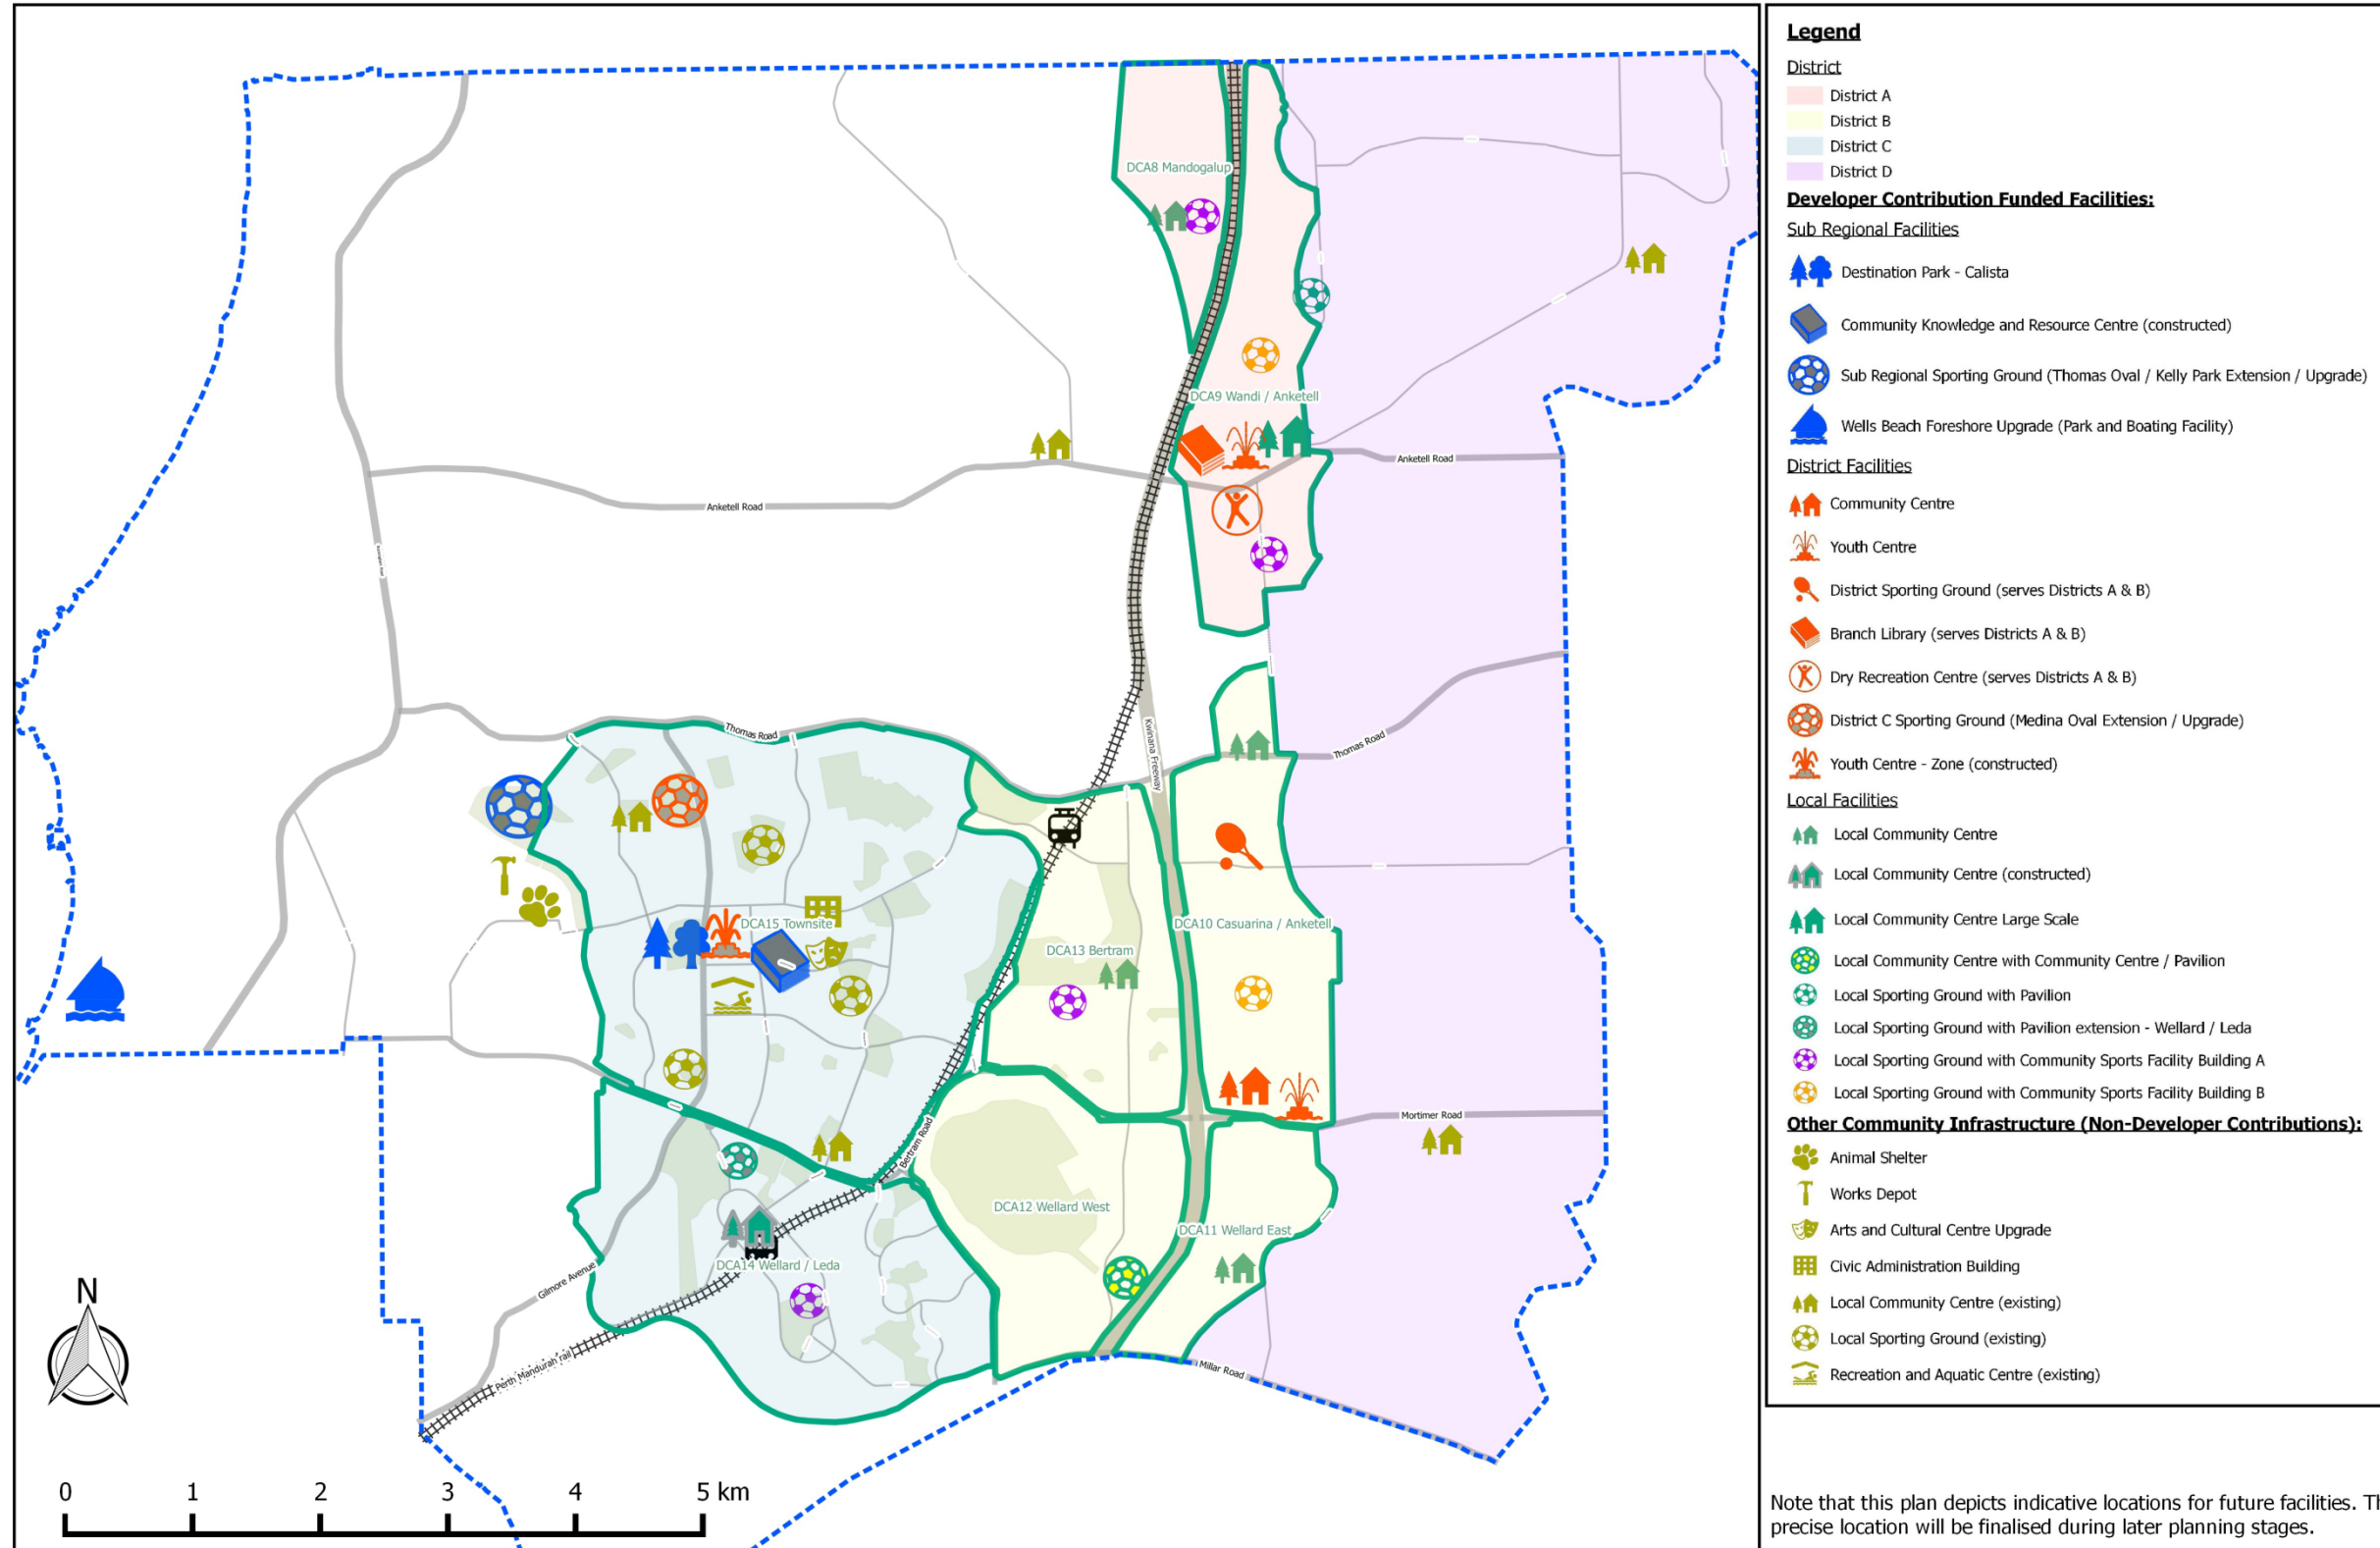 DCA8 Mandogalup
DCA9 Wandi / Anketell
Anketell Road
Anketell Road
Thomas Road
Kwinana Freeway
Thomas Road
DCA15 Townsite
DCA10 Casuarina / Anketell
DCA13 Bertram
Mortimer Road
Bertram Road
DCA12 Wellard West
DCA11 Wellard East
DCA14 Wellard / Leda
Gilmore Avenue
Perth Mandurah rail
Millar Road
N
0 1 2 3 4 5 km
Legend
District
District A
District B
District C
District D
Developer Contribution Funded Facilities:
Sub Regional Facilities
Destination Park - Calista
Community Knowledge and Resource Centre (constructed)
Sub Regional Sporting Ground (Thomas Oval / Kelly Park Extension / Upgrade)
Wells Beach Foreshore Upgrade (Park and Boating Facility)
District Facilities
Community Centre
Youth Centre
District Sporting Ground (serves Districts A & B)
Branch Library (serves Districts A & B)
Dry Recreation Centre (serves Districts A & B)
District C Sporting Ground (Medina Oval Extension / Upgrade)
Youth Centre - Zone (constructed)
Local Facilities
Local Community Centre
Local Community Centre (constructed)
Local Community Centre Large Scale
Local Community Centre with Community Centre / Pavilion
Local Sporting Ground with Pavilion
Local Sporting Ground with Pavilion extension - Wellard / Leda
Local Sporting Ground with Community Sports Facility Building A
Local Sporting Ground with Community Sports Facility Building B
Other Community Infrastructure (Non-Developer Contributions):
Animal Shelter
Works Depot
Arts and Cultural Centre Upgrade
Civic Administration Building
Local Community Centre (existing)
Local Sporting Ground (existing)
Recreation and Aquatic Centre (existing)
Note that this plan depicts indicative locations for future facilities.
precise location will be finalised during later planning stages.